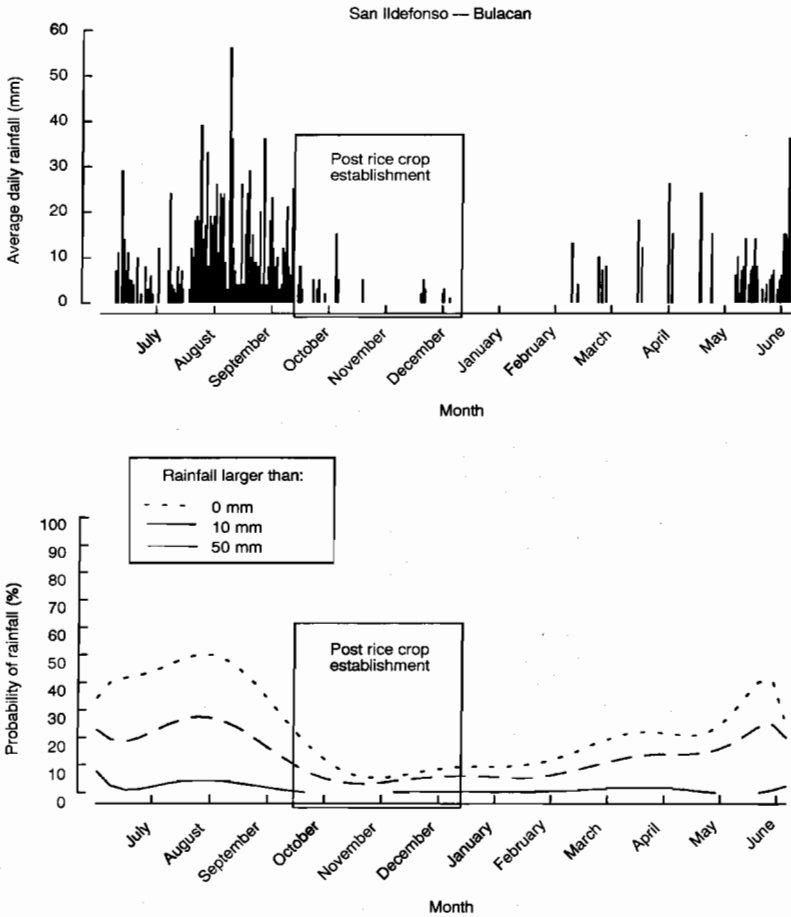 San Ildefonso — Bulacan
Average daily rainfall (mm)
60
50
40
30
20
10
0
Post rice crop
establishment
July
August
September
October
November
December
January
February
March
April
May
June
Month
Rainfall larger than:
0 mm
10 mm
50 mm
Probability of rainfall (%)
100
90
80
70
60
50
40
30
20
10
0
Post rice crop
establishment
July
August
September
October
November
December
January
February
March
April
May
June
Month